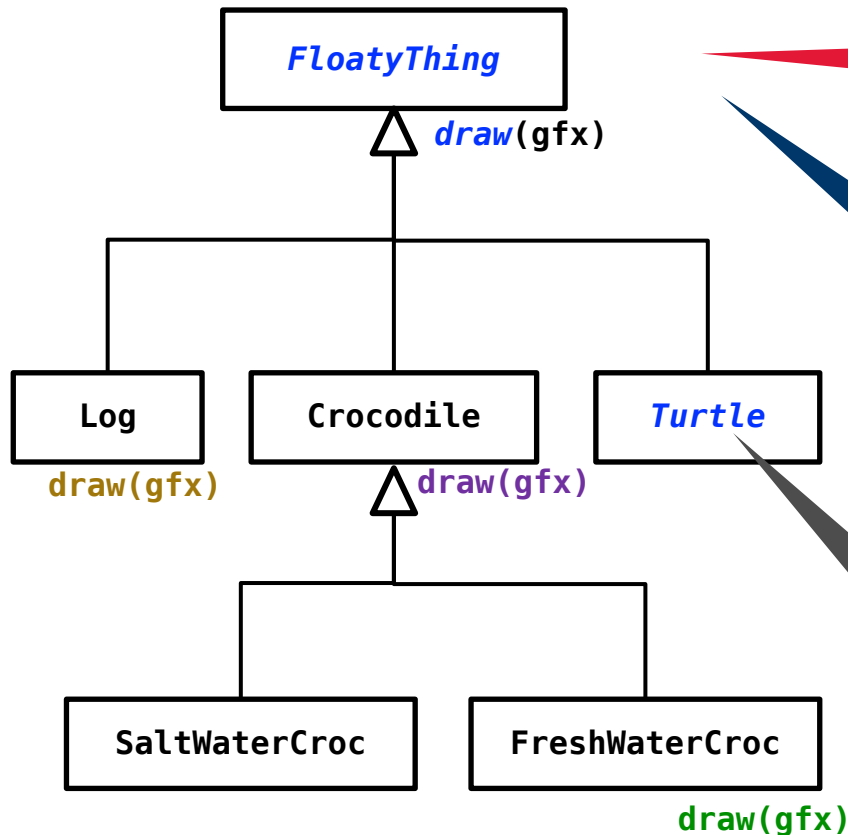 FloatyThing
draw(gfx)
Log
Crocodile
Turtle
draw(gfx)
draw(gfx)
SaltWaterCroc
FreshWaterCroc
draw(gfx)